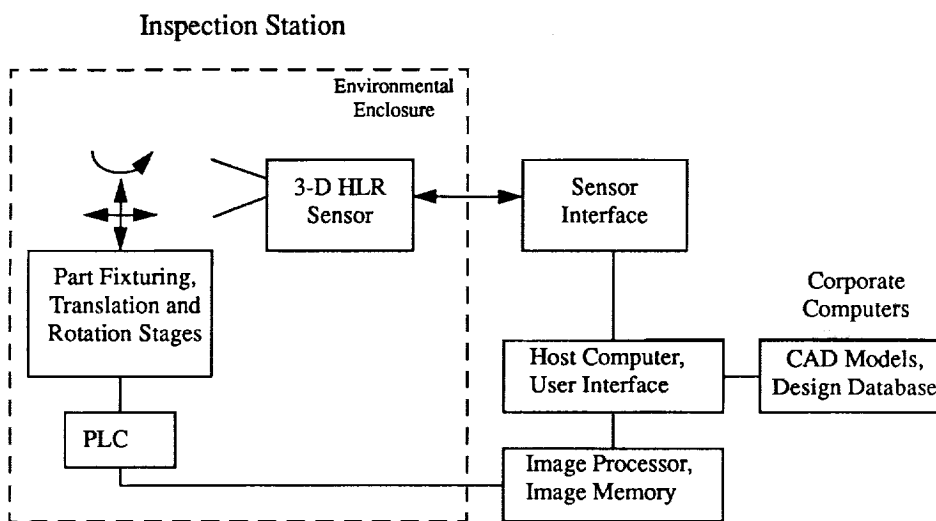 Inspection Station
Environmental
Enclosure
3-D HLR
Sensor
Sensor
Interface
Part Fixturing,
Translation and
Rotation Stages
Corporate
Computers
Host Computer,
User Interface
CAD Models,
Design Database
PLC
Image Processor,
Image Memory